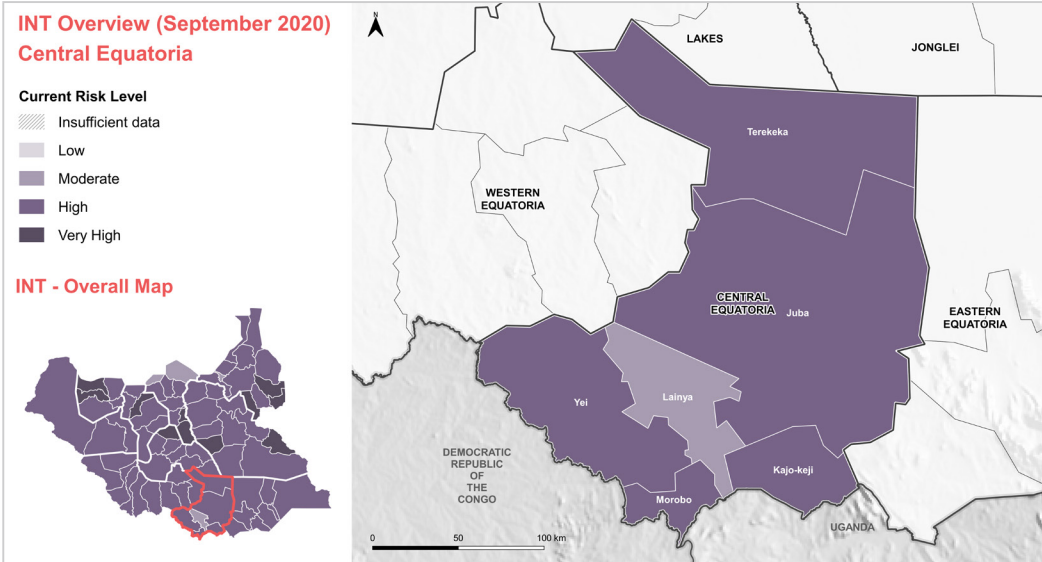 INT Overview (September 2020)
Central Equatoria
Current Risk Level
Insufficient data
Low
Moderate
High
Very High
INT - Overall Map
N
LAKES
JONGLEI
Terekeka
WESTERN
EQUATORIA
CENTRAL
EQUATORIA
Juba
EASTERN
EQUATORIA
Yei
Lainya
DEMOCRATIC
REPUBLIC
OF
THE
CONGO
Kajo-keji
Morobo
UGANDA
0 50 100 km